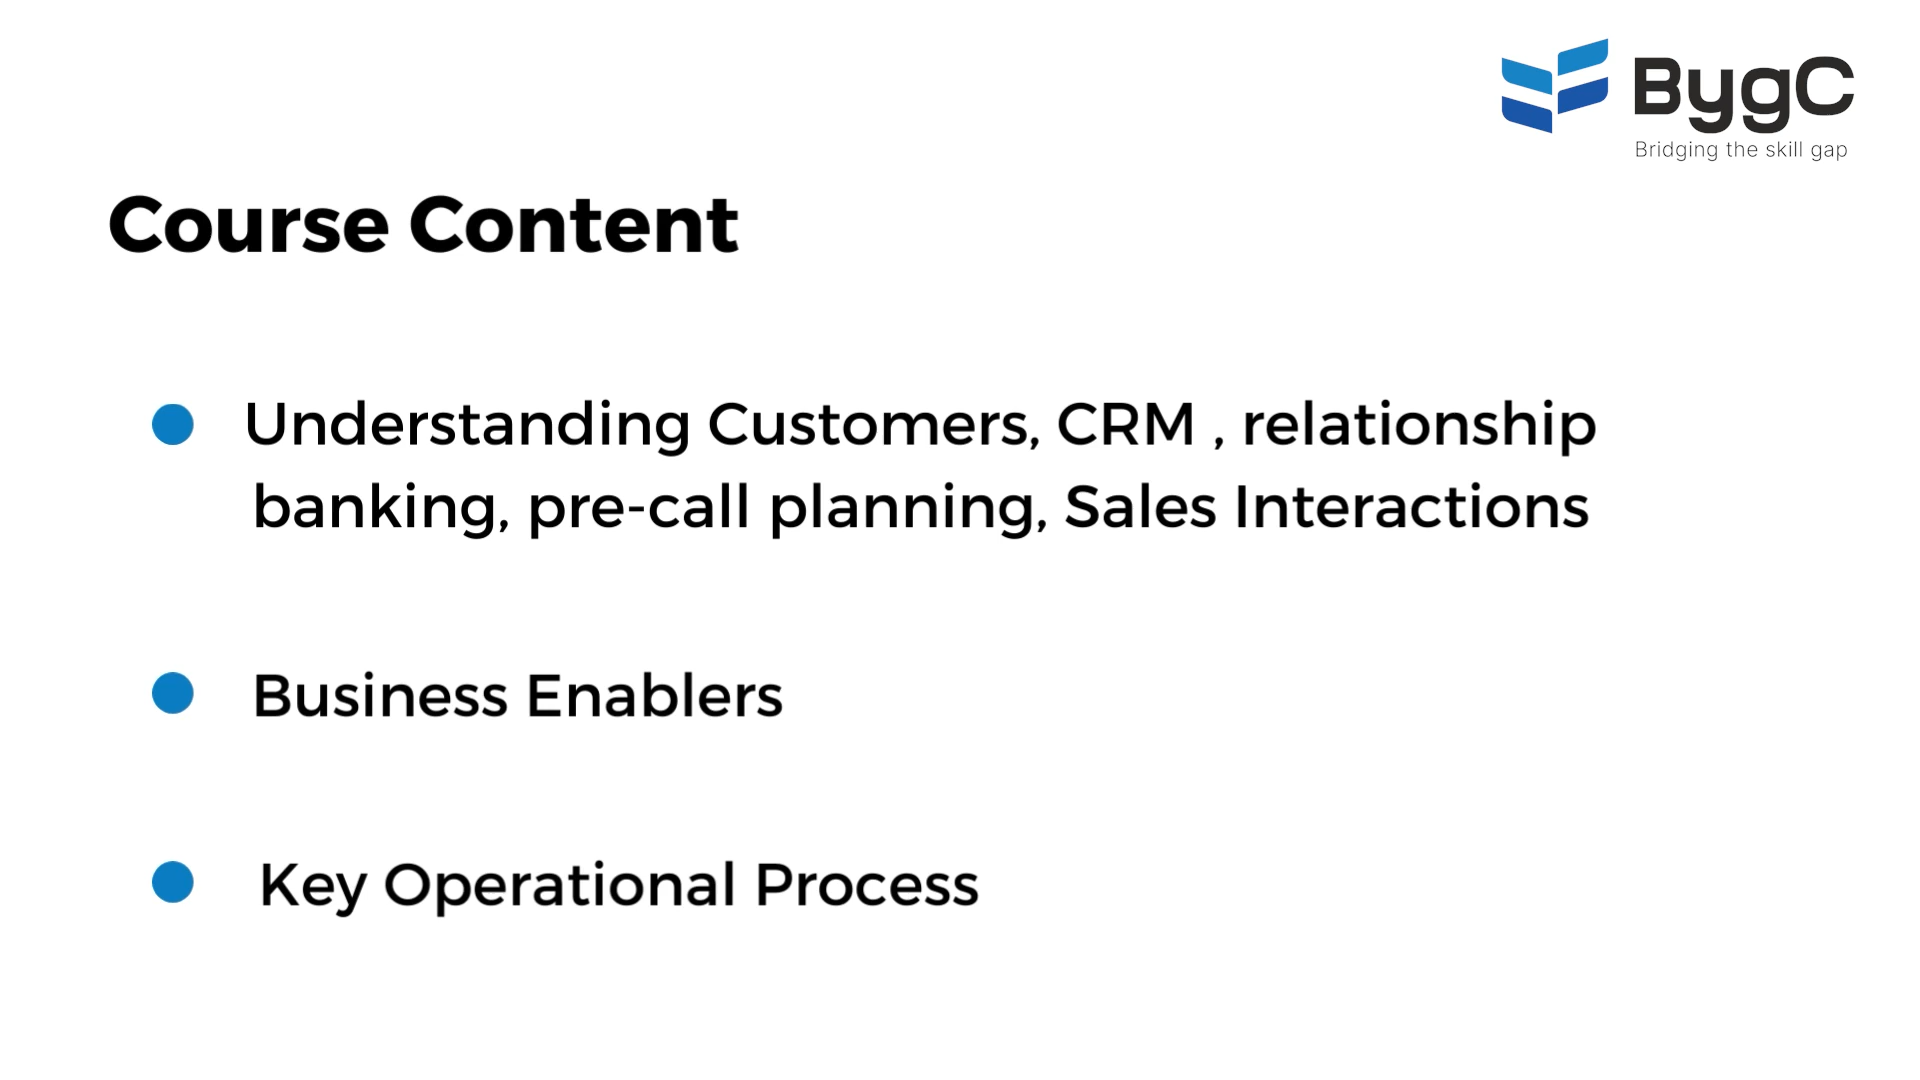 BygC
Bridging the skill gap
Course Content
Understanding Customers, CRM , relationship
banking, pre-call planning, Sales Interactions
Business Enablers
Key Operational Process